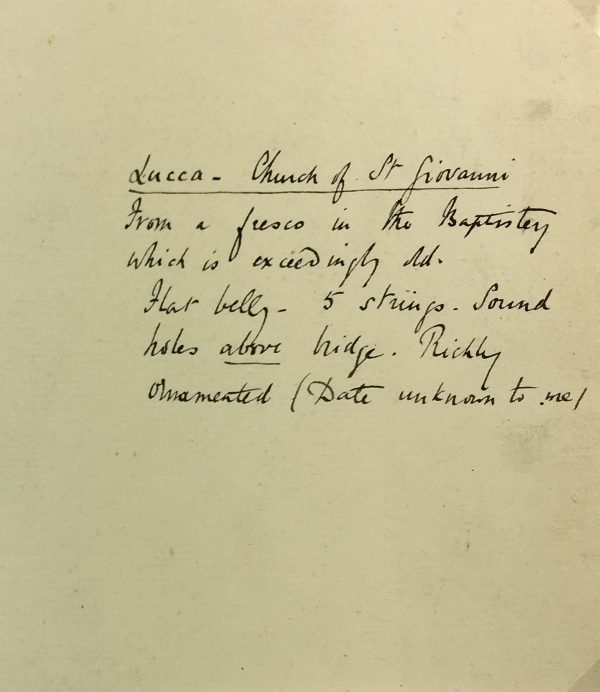 Lucca - Church of St Giovanni
From a fresco in the Baptistey
which is exceedingly old.
Flat belly - 5 strings. Sound
holes above bridge. Richly
Ornamented (Date unknown to me)